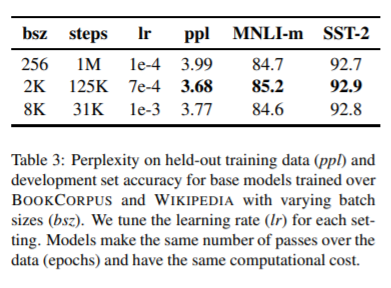 bsz steps lr ppl MNLI-m SST-2
256 1M 1e-4 3.99 84.7 92.7
2K 125K 7e-4 3.68 85.2 92.9
8K 31K 1e-3 3.77 84.6 92.8
Table 3: Perplexity on held-out training data (ppl) and
development set accuracy for base models trained over
BOOKCORPUS and WIKIPEDIA with varying batch
sizes (bsz). We tune the learning rate (lr) for each set-
ting. Models make the same number of passes over the
data (epochs) and have the same computational cost.